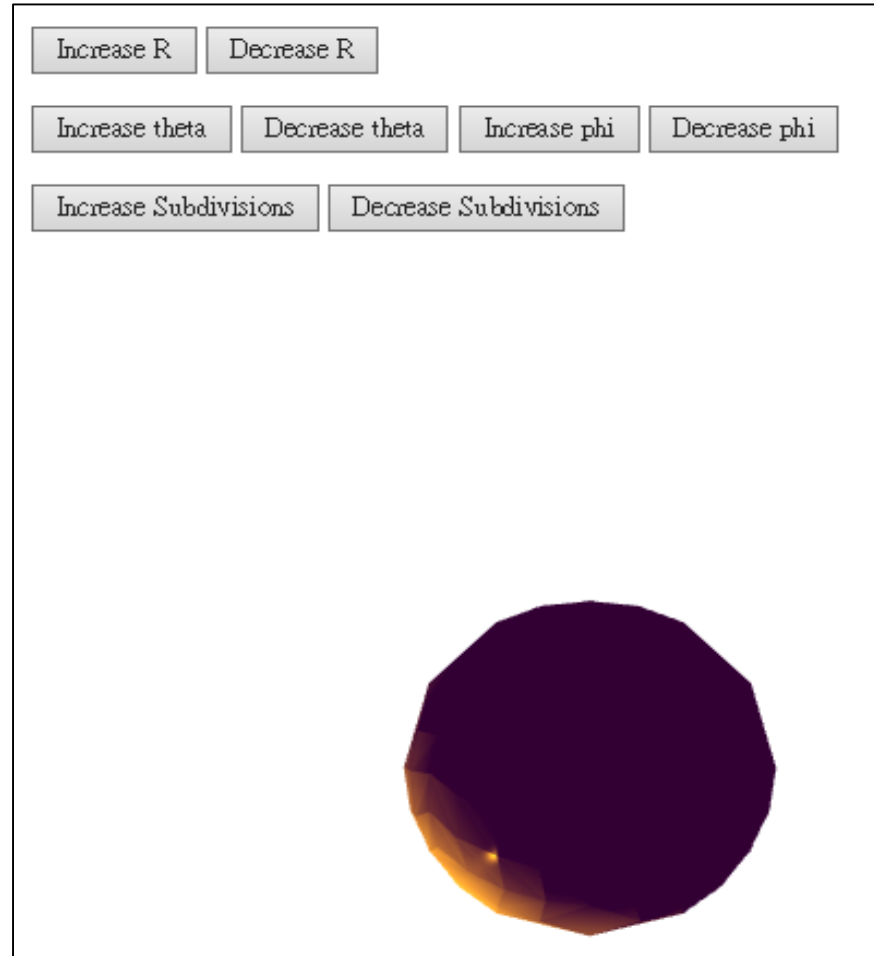 Increase R Decrease R
Increase theta Decrease theta Increase phi Decrease phi
Increase Subdivisions Decrease Subdivisions